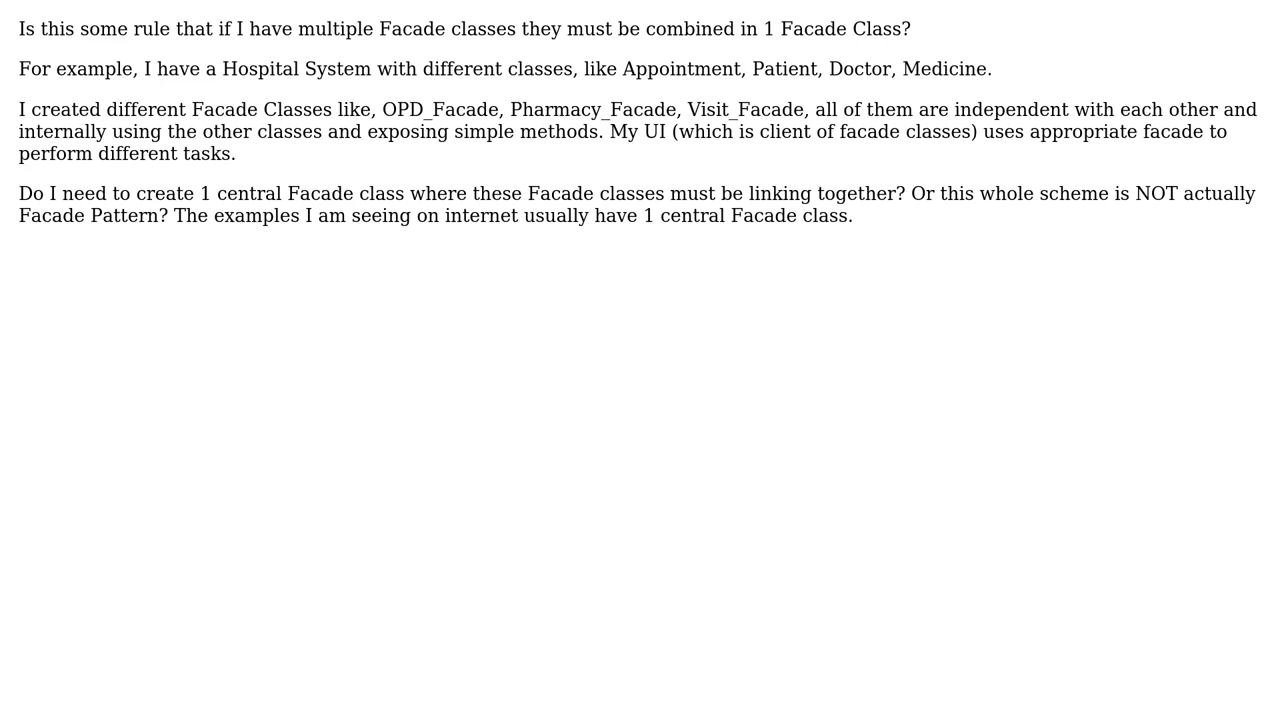 Is this some rule that if I have multiple Facade classes they must be combined in 1 Facade Class?
For example, I have a Hospital System with different classes, like Appointment, Patient, Doctor, Medicine.
I created different Facade Classes like, OPD_Facade, Pharmacy_Facade, Visit_Facade, all of them are independent with each other and
internally using the other classes and exposing simple methods. My UI (which is client of facade classes) uses appropriate facade to
perform different tasks.
Do I need to create 1 central Facade class where these Facade classes must be linking together? Or this whole scheme is NOT actually
Facade Pattern? The examples I am seeing on internet usually have 1 central Facade class.